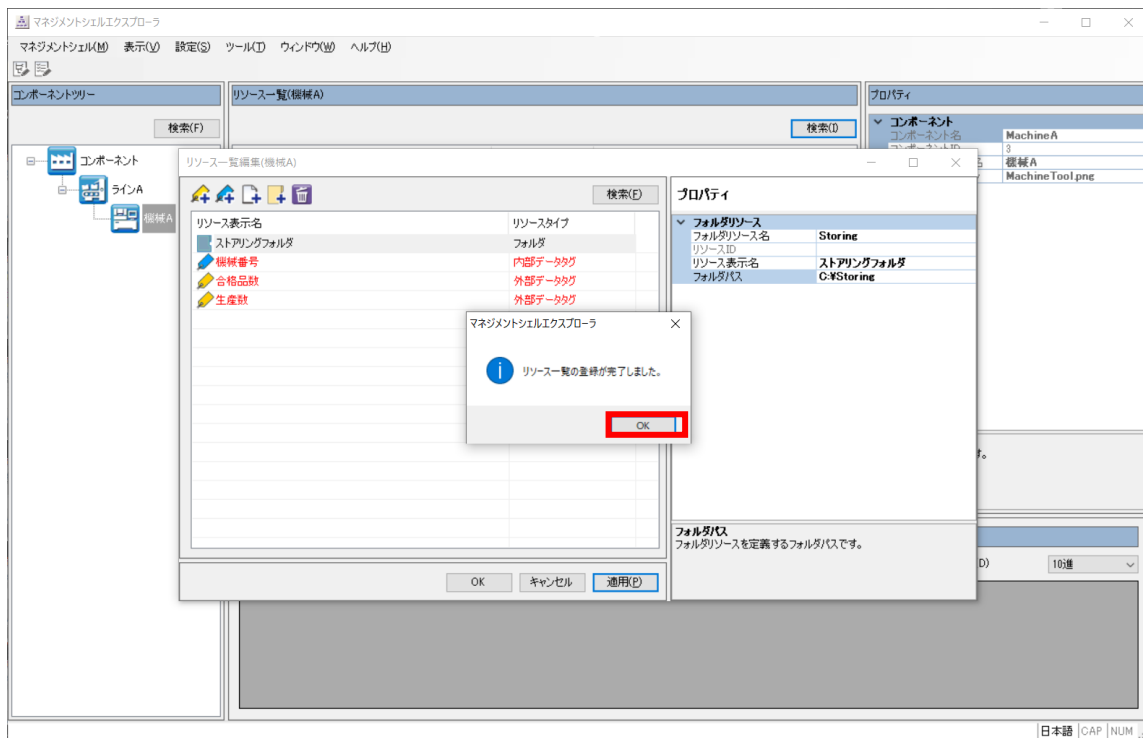 マネジメントシェルエクスプローラ
マネジメントシェル(M) 表示(V) 設定(S) ツール(T) ウィンドウ(W) ヘルプ(H)
コンポーネントツリー
検索(F)
コンポーネント
ラインA
機械A
リソース一覧(機械A)
検索(I)
プロパティ
コンポーネント
コンポーネント名 MachineA
3
機械A
MachineTool.png
リソース一覧編集(機械A)
検索(E)
リソース表示名 リソースタイプ
ストアリングフォルダ フォルダ
機械番号 内部データタグ
合格品数 外部データタグ
生産数 外部データタグ
プロパティ
フォルダリソース
フォルダリソース名 Storing
リソースID
リソース表示名 ストアリングフォルダ
フォルダパス C:¥Storing
マネジメントシェルエクスプローラ
リソース一覧の登録が完了しました。
OK
フォルダパス
フォルダリソースを定義するフォルダパスです。
OK キャンセル 適用(P)
す。
D) 10進
日本語 CAP NUM